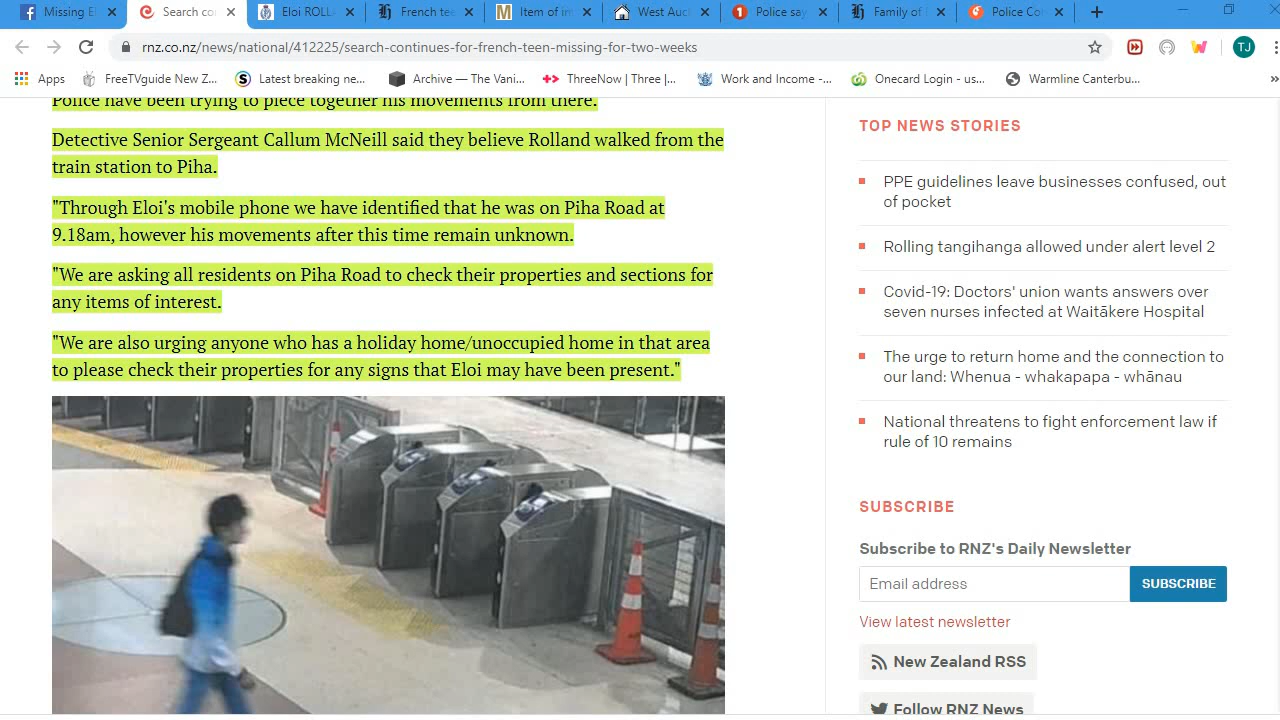 Missing El
Search co
Eloi ROLL
French tee
Item of in
West Auc
Police say
Family of
Police Co
rnz.co.nz/news/national/412225/search-continues-for-french-teen-missing-for-two-weeks
TJ
Apps
FreeTVguide New Z...
Latest breaking ne...
Archive — The Vani...
ThreeNow | Three |...
Work and Income -...
Onecard Login - us...
Warmline Canterbu...
»
Police have been trying to piece together his movements from there.
Detective Senior Sergeant Callum McNeill said they believe Rolland walked from the
train station to Piha.
"Through Eloi's mobile phone we have identified that he was on Piha Road at
9.18am, however his movements after this time remain unknown.
"We are asking all residents on Piha Road to check their properties and sections for
any items of interest.
"We are also urging anyone who has a holiday home/unoccupied home in that area
to please check their properties for any signs that Eloi may have been present."
TOP NEWS STORIES
PPE guidelines leave businesses confused, out
of pocket
Rolling tangihanga allowed under alert level 2
Covid-19: Doctors' union wants answers over
seven nurses infected at Waitākere Hospital
The urge to return home and the connection to
our land: Whenua - whakapapa - whānau
National threatens to fight enforcement law if
rule of 10 remains
SUBSCRIBE
Subscribe to RNZ's Daily Newsletter
Email address
SUBSCRIBE
View latest newsletter
New Zealand RSS
Follow RNZ News